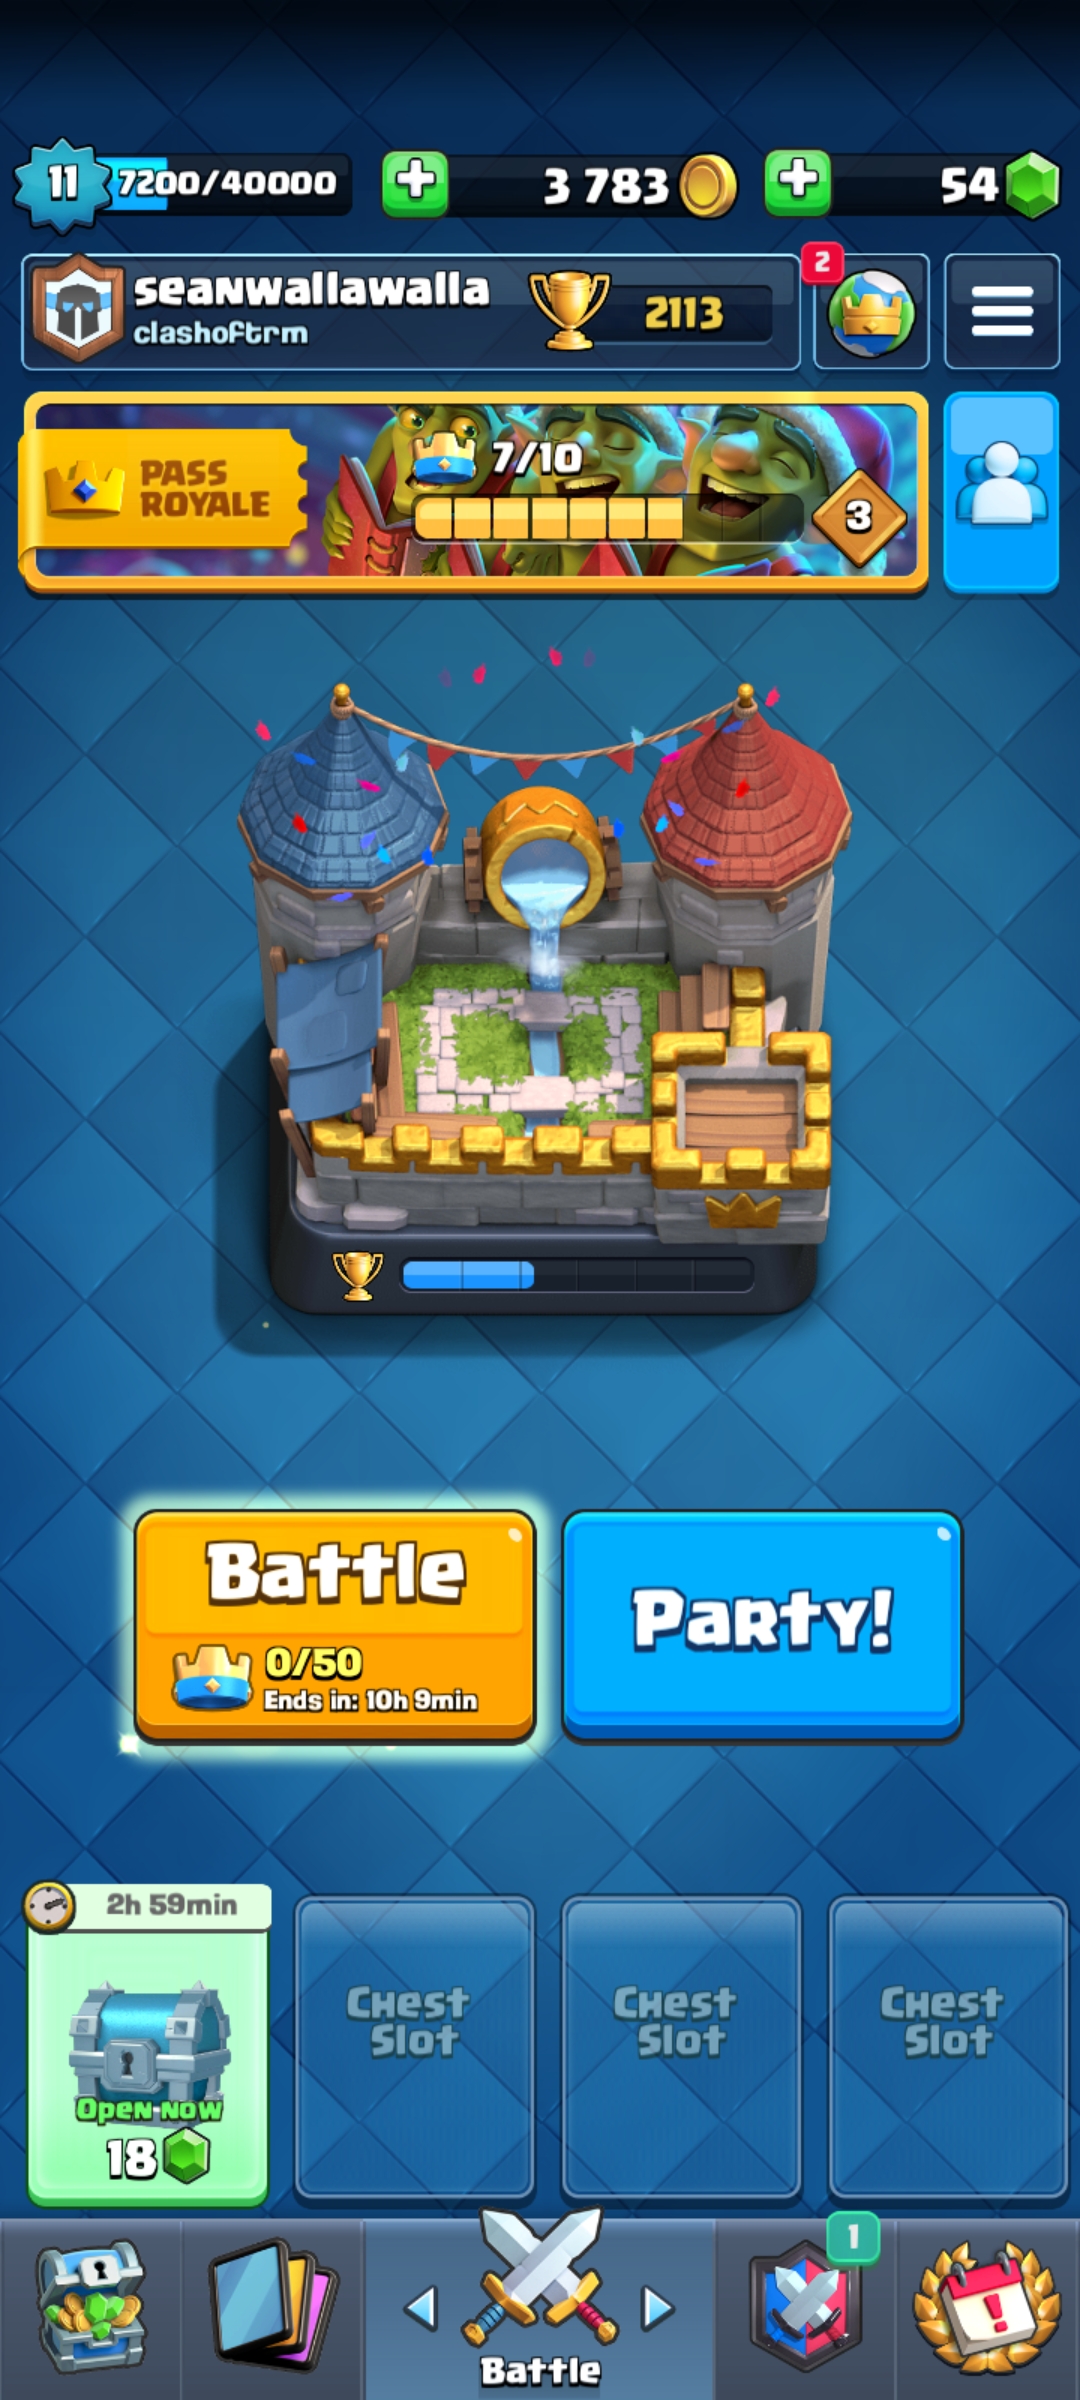 11
7200/40000
3 783
54
seanwallawalla
clashoftrm
2113
2
PASS
ROYALE
7/10
3
Battle
0/50
Ends in: 10h 9min
Party!
2h 59min
Open now
18
Chest
Slot
Chest
Slot
Chest
Slot
1
Battle